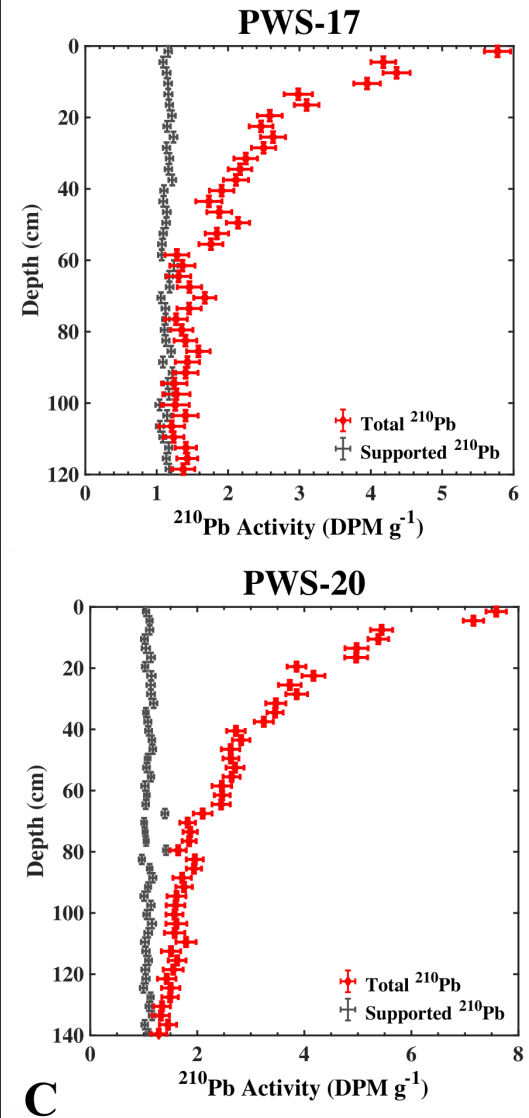 PWS-17
0
20
40
60
80
100
120
Depth (cm)
0 1 2 3 4 5 6
Total ²¹⁰Pb
Supported ²¹⁰Pb
²¹⁰Pb Activity (DPM g⁻¹)
PWS-20
0
20
40
60
80
100
120
140
Depth (cm)
0 2 4 6 8
Total ²¹⁰Pb
Supported ²¹⁰Pb
²¹⁰Pb Activity (DPM g⁻¹)
C